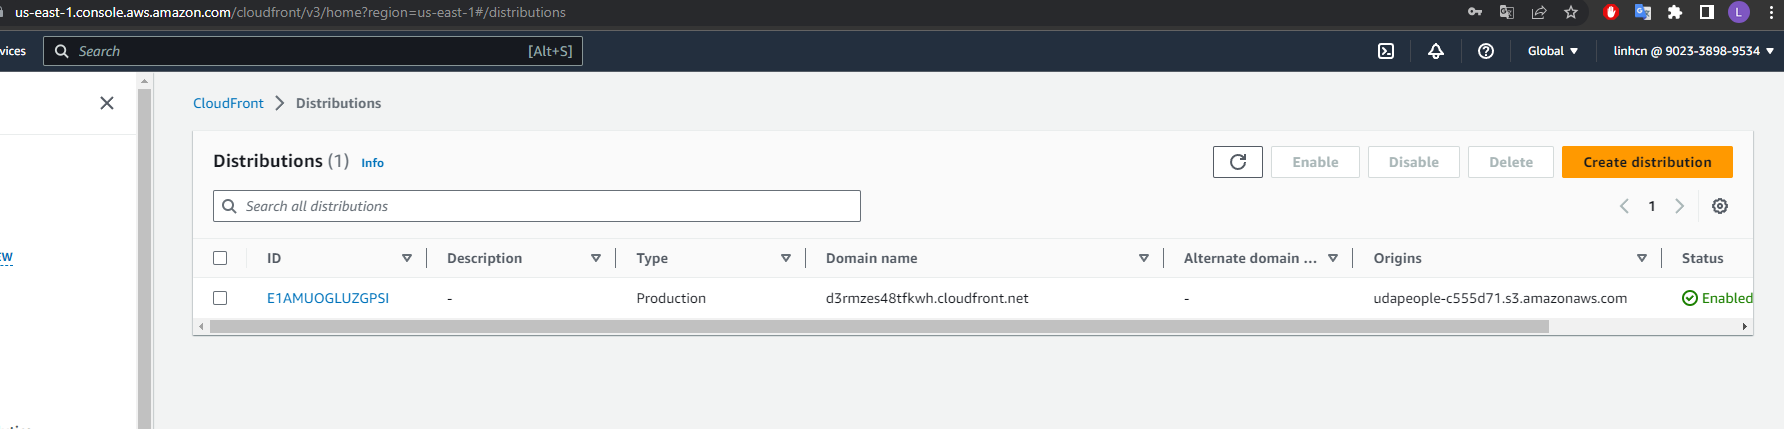 us-east-1.console.aws.amazon.com/cloudfront/v3/home?region=us-east-1#/distributions
L
vices Search [Alt+S] Global linhcn @ 9023-3898-9534
CloudFront Distributions
Distributions (1) Info Enable Disable Delete Create distribution
Search all distributions 1
EW
ID Description Type Domain name Alternate domain ... Origins Status
E1AMUOGLUZGPSI - Production d3rmzes48tfkwh.cloudfront.net - udapeople-c555d71.s3.amazonaws.com Enabled